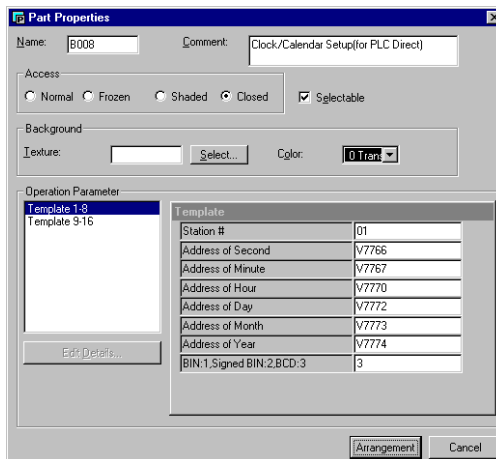 Part Properties
Name: B008 Comment: Clock/Calendar Setup(for PLC Direct)
Access
Normal Frozen Shaded Closed Selectable
Background
Texture: Select... Color: 0 Trans
Operation Parameter
Template 1-8
Template 9-16
Edit Details...
Template
Station # 01
Address of Second V7766
Address of Minute V7767
Address of Hour V7770
Address of Day V7772
Address of Month V7773
Address of Year V7774
BIN:1,Signed BIN:2,BCD:3 3
Arrangement Cancel